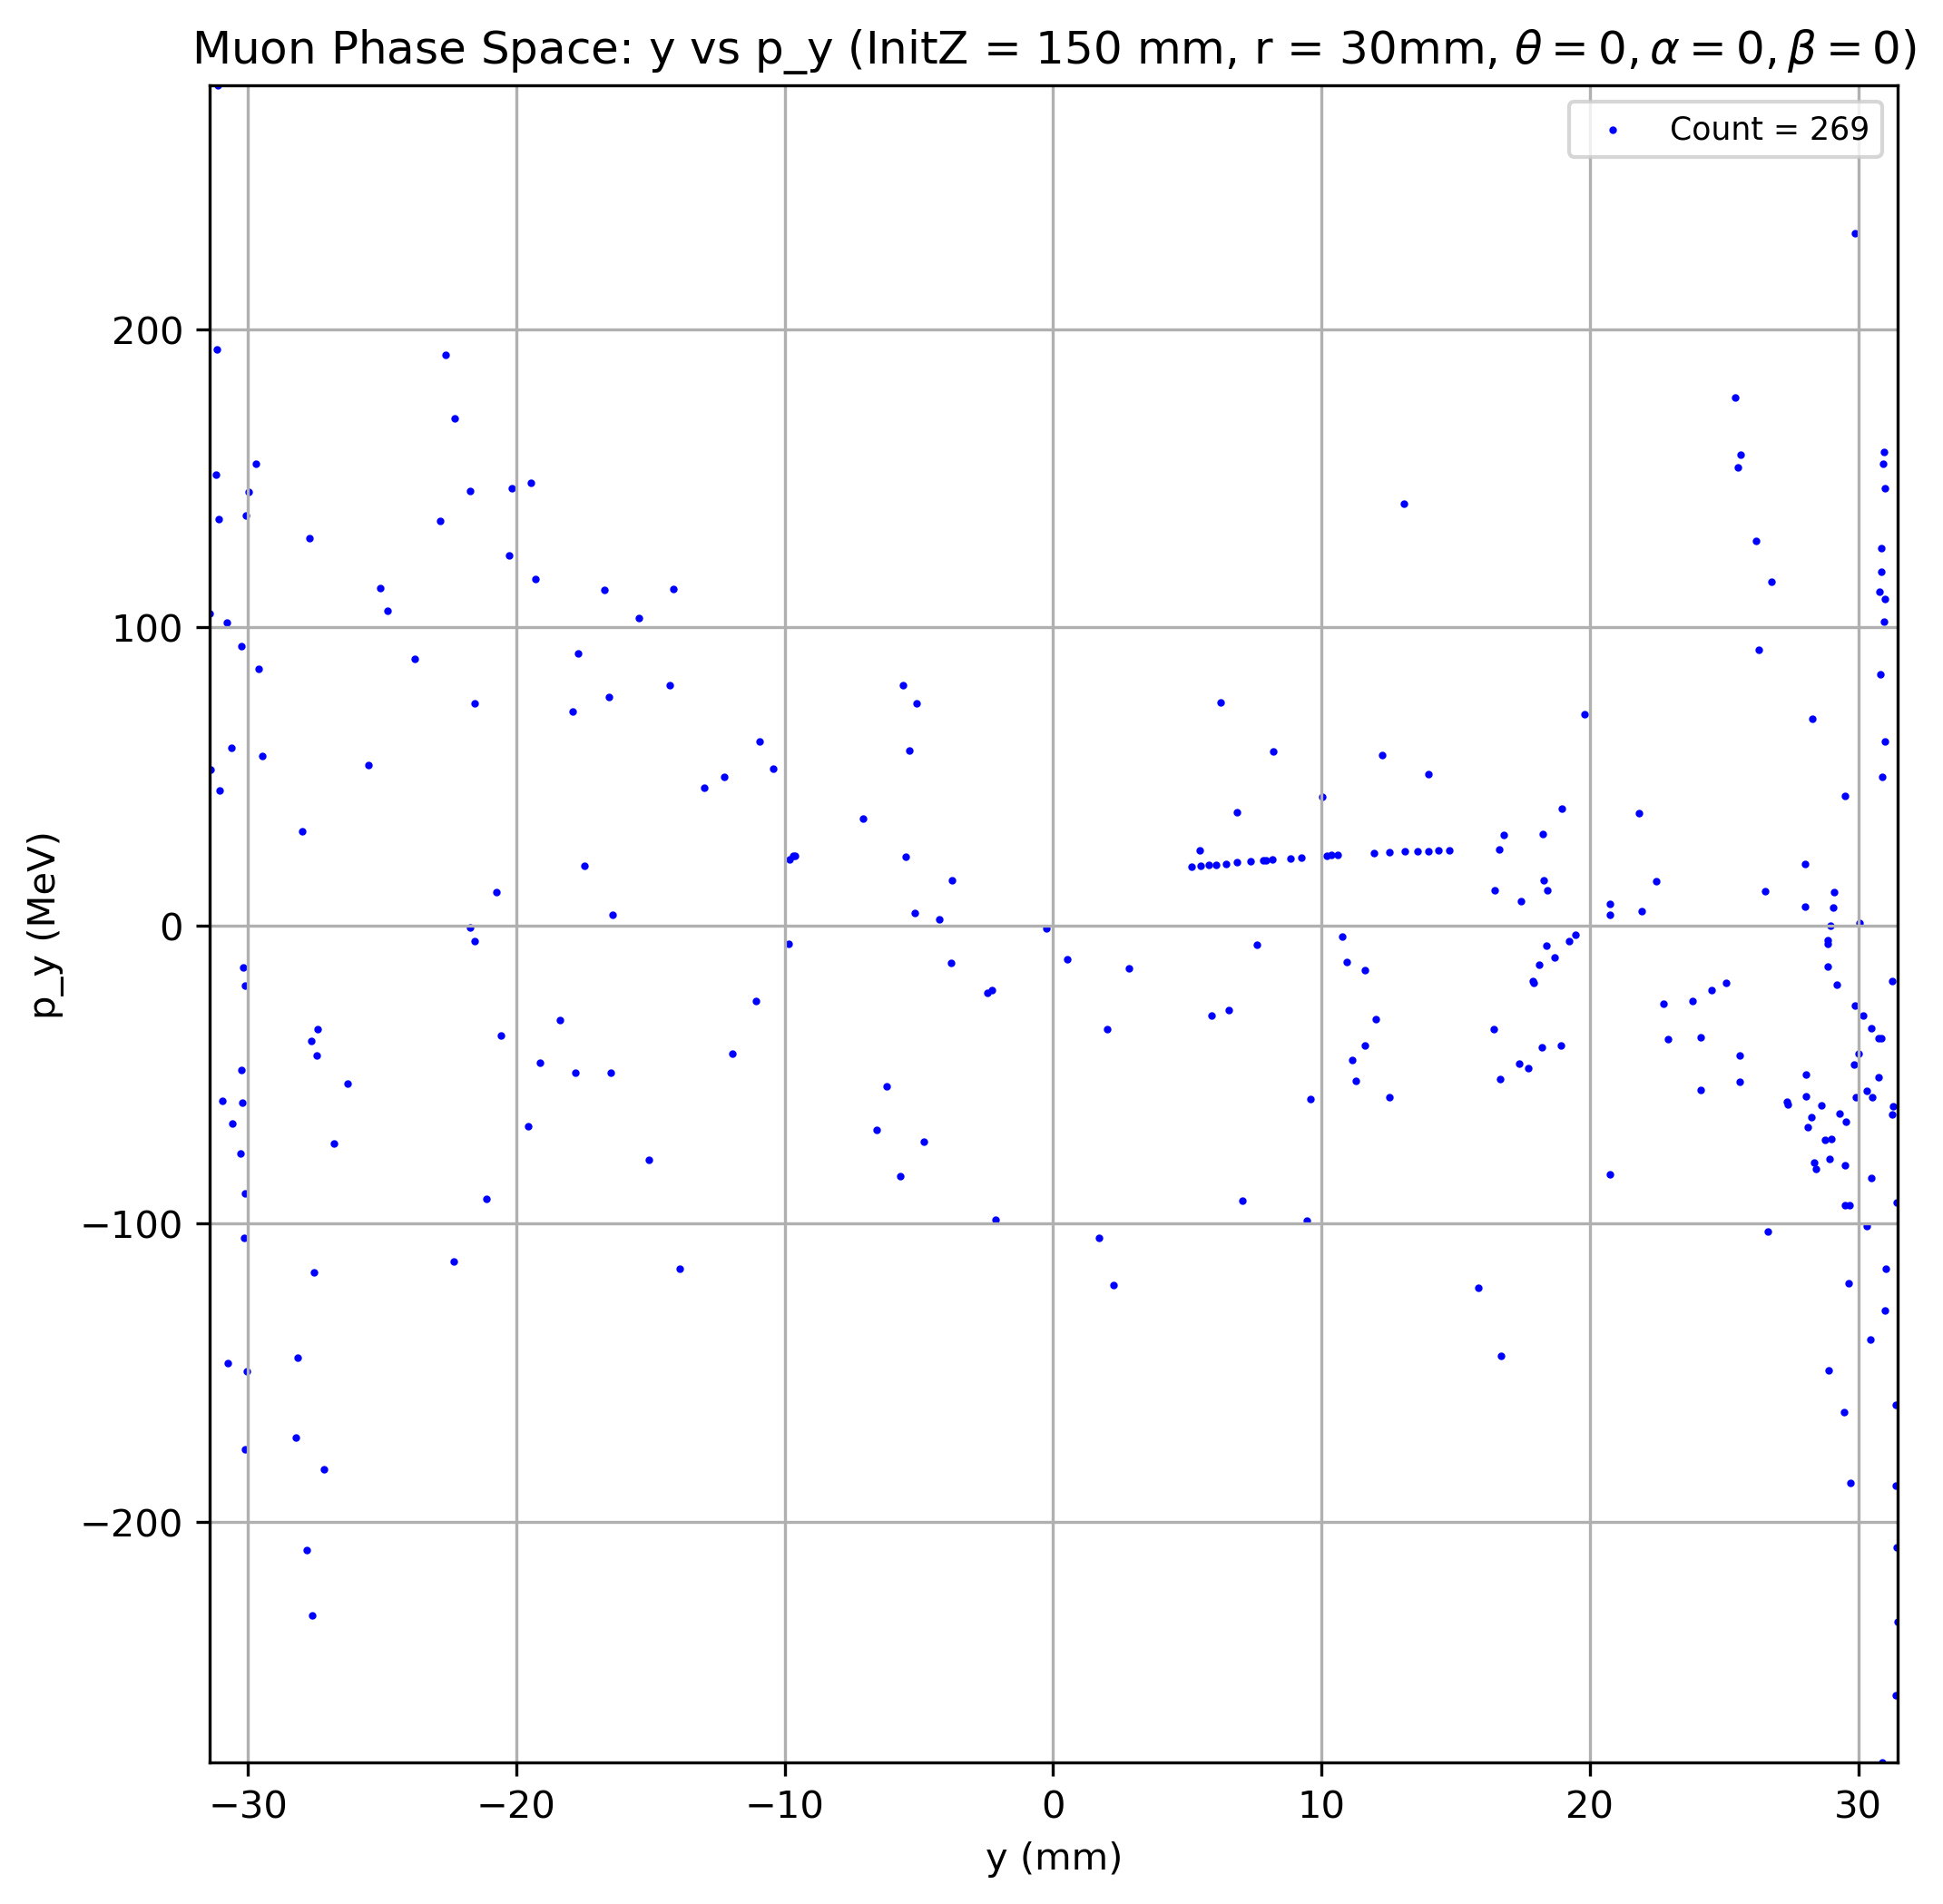 Muon Phase Space: y vs p_y (InitZ = 150 mm, r = 30mm, θ = 0, α = 0, β = 0)
Count = 269
200
100
0
−100
−200
p_y (MeV)
−30 −20 −10 0 10 20 30
y (mm)